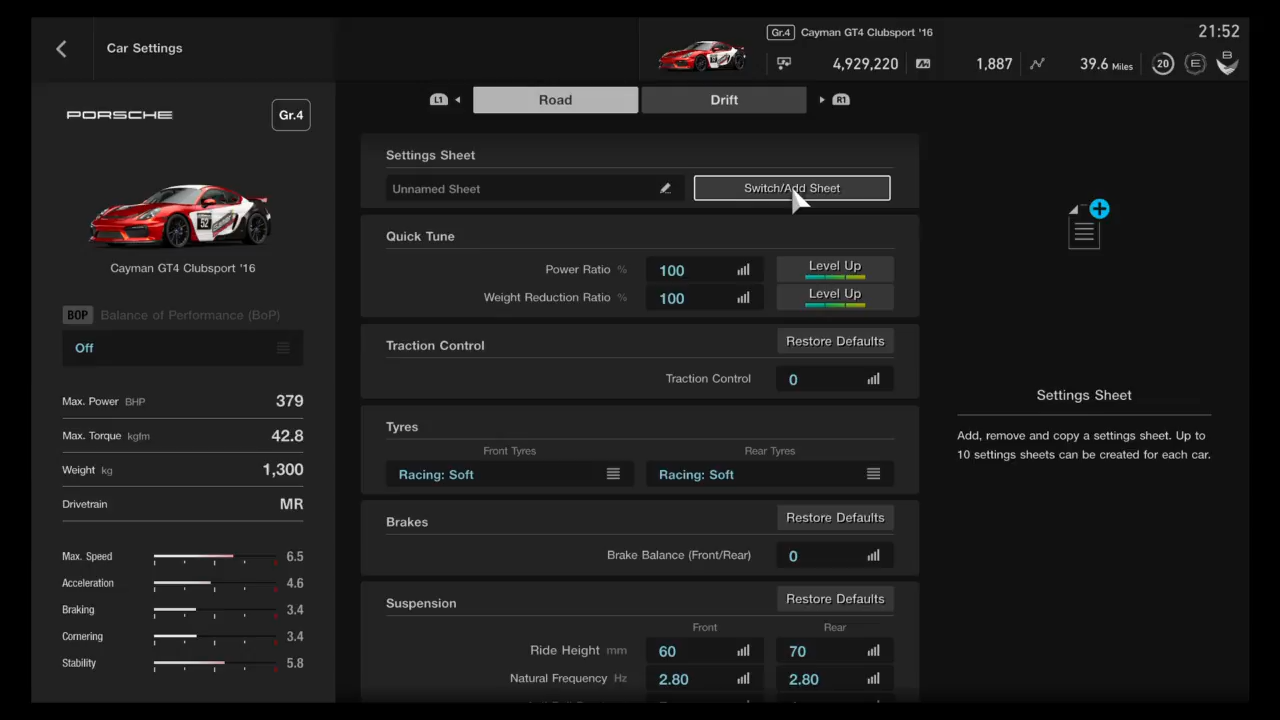 Car Settings
Gr.4 Cayman GT4 Clubsport '16
21:52
4,929,220
1,887
39.6 Miles
20
E
B
L1 Road Drift R1
PORSCHE
Gr.4
Cayman GT4 Clubsport '16
BOP Balance of Performance (BoP)
Off
Max. Power BHP 379
Max. Torque kgfm 42.8
Weight kg 1,300
Drivetrain MR
Max. Speed 6.5
Acceleration 4.6
Braking 3.4
Cornering 3.4
Stability 5.8
Settings Sheet
Unnamed Sheet Switch/Add Sheet
Quick Tune
Power Ratio % 100 Level Up
Weight Reduction Ratio % 100 Level Up
Traction Control Restore Defaults
Traction Control 0
Tyres
Front Tyres Rear Tyres
Racing: Soft Racing: Soft
Brakes Restore Defaults
Brake Balance (Front/Rear) 0
Suspension Restore Defaults
Front Rear
Ride Height mm 60 70
Natural Frequency Hz 2.80 2.80
Settings Sheet
Add, remove and copy a settings sheet. Up to
10 settings sheets can be created for each car.
52